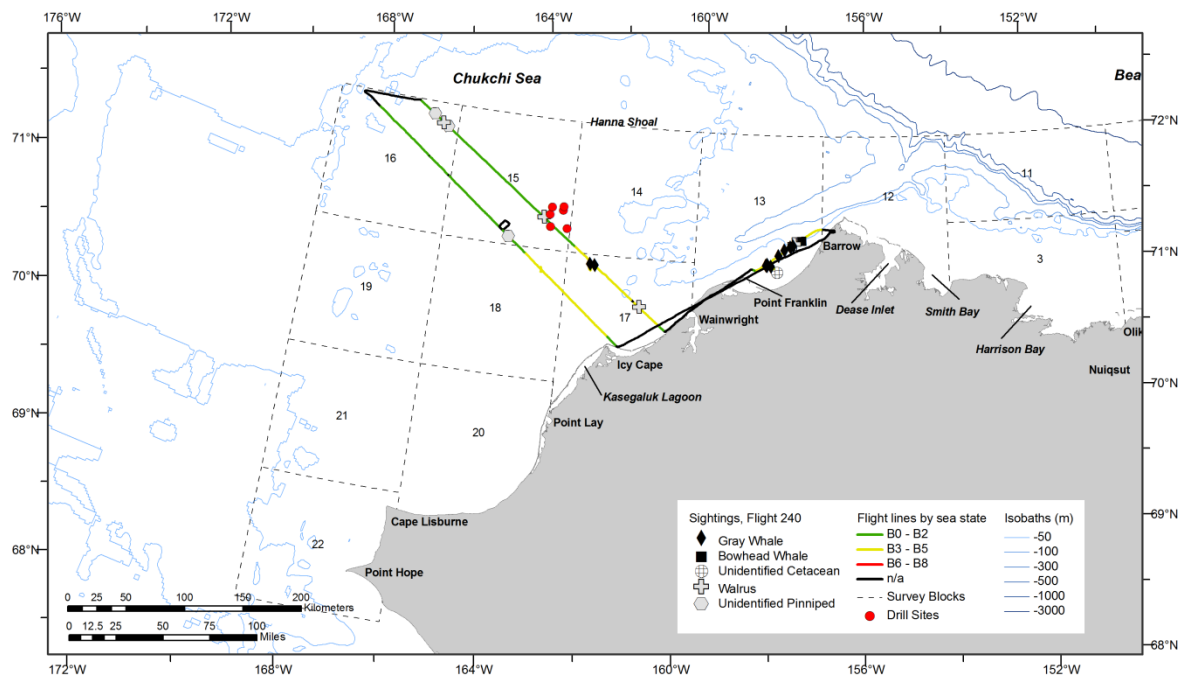 176°W
168°W
164°W
160°W
156°W
152°W
Chukchi Sea
Bea
71°N
72°N
Hanna Shoal
16
15
14
13
12
11
3
70°N
71°N
Barrow
Point Franklin
Dease Inlet
Smith Bay
19
18
17
Wainwright
Harrison Bay
Olik
Icy Cape
Nuiqsut
Kasegaluk Lagoon
70°N
69°N
21
20
Point Lay
69°N
Cape Lisburne
68°N
22
Point Hope
0 25 50 100 150 200
Kilometers
0 12.5 25 50 75 100
Miles
Sightings, Flight 240
Gray Whale
Bowhead Whale
Unidentified Cetacean
Walrus
Unidentified Pinniped
Flight lines by sea state
B0 - B2
B3 - B5
B6 - B8
n/a
Survey Blocks
Drill Sites
Isobaths (m)
-50
-100
-300
-500
-1000
-3000
68°N
172°W
168°W
164°W
160°W
156°W
152°W